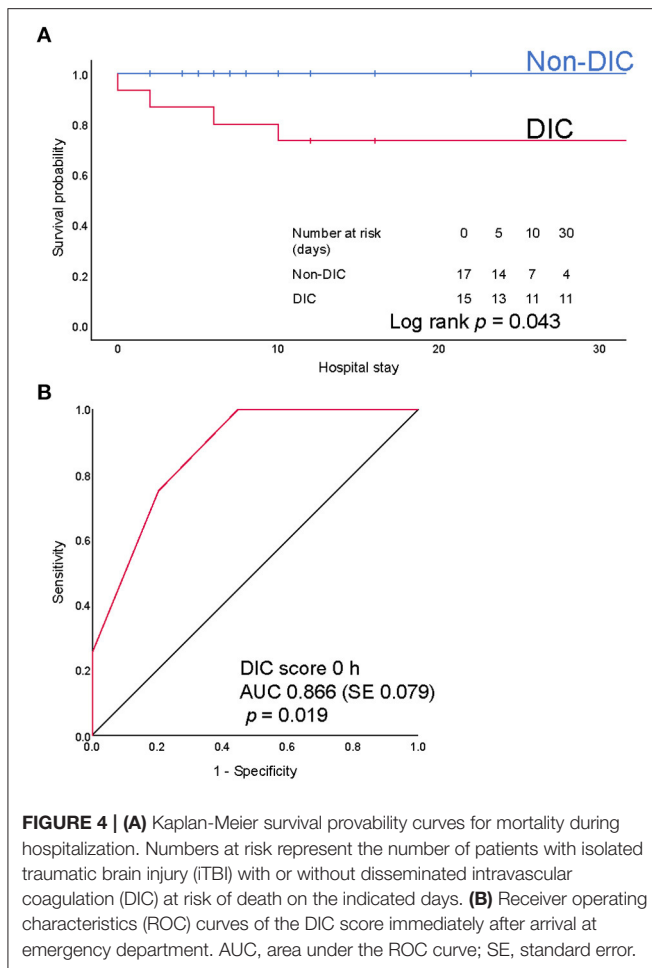 A
Non-DIC
DIC
1.0
0.8
0.6
0.4
0.2
0.0
Survival probability
Number at risk 0 5 10 30
(days)
Non-DIC 17 14 7 4
DIC 15 13 11 11
Log rank p = 0.043
0 10 20 30
Hospital stay
B
1.0
0.8
0.6
0.4
0.2
0.0
Sensitivity
DIC score 0 h
AUC 0.866 (SE 0.079)
p = 0.019
0.0 0.2 0.4 0.6 0.8 1.0
1 - Specificity
FIGURE 4 | (A) Kaplan-Meier survival provability curves for mortality during
hospitalization. Numbers at risk represent the number of patients with isolated
traumatic brain injury (iTBI) with or without disseminated intravascular
coagulation (DIC) at risk of death on the indicated days. (B) Receiver operating
characteristics (ROC) curves of the DIC score immediately after arrival at
emergency department. AUC, area under the ROC curve; SE, standard error.